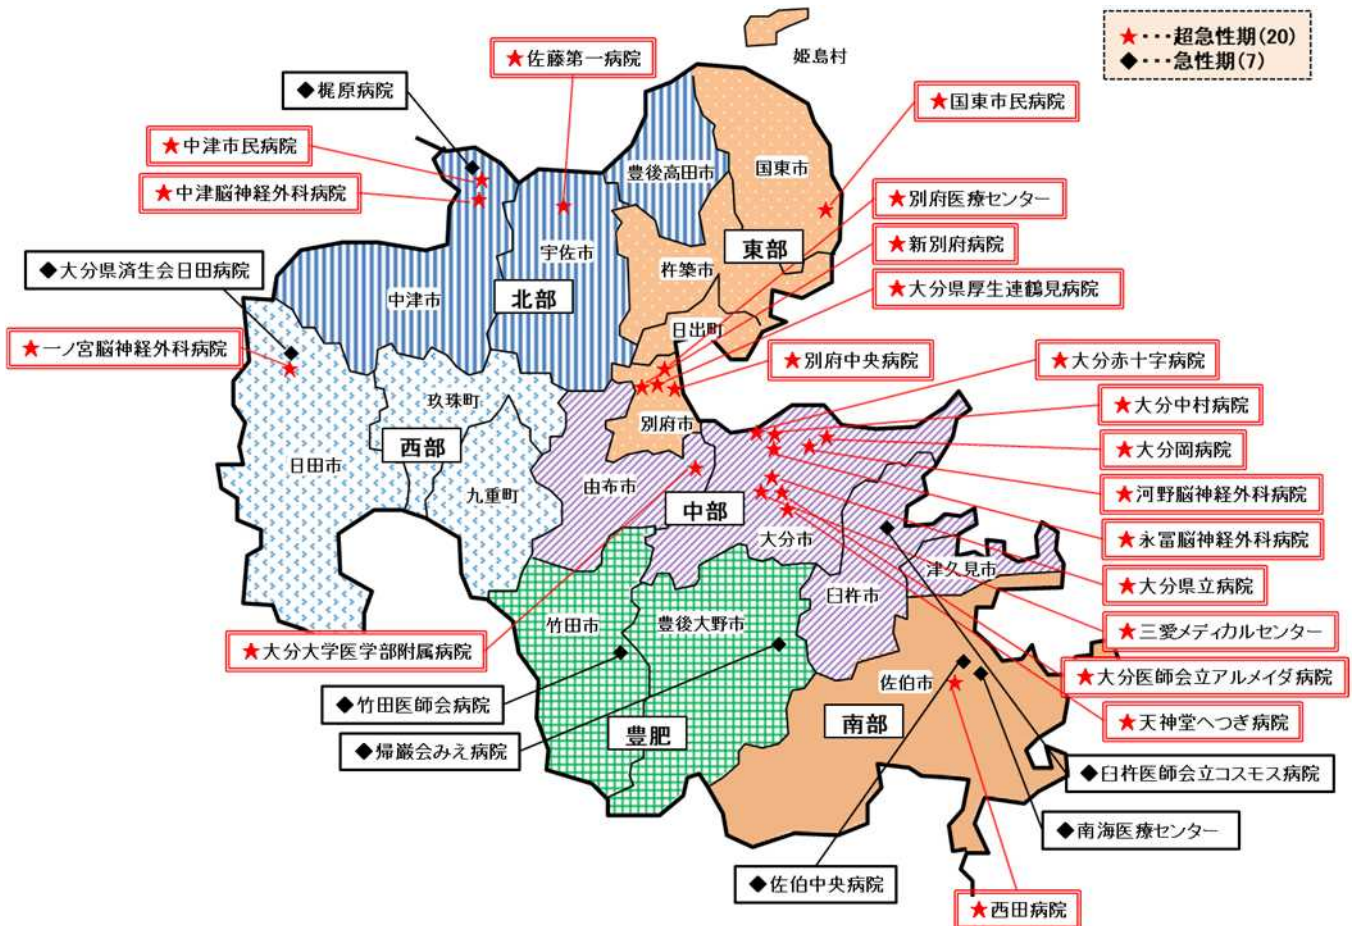 ★･･･超急性期(20)
◆･･･急性期(7)
姫島村
★佐藤第一病院
◆梶原病院
★国東市民病院
★中津市民病院
★中津脳神経外科病院
豊後高田市
国東市
★別府医療センター
★新別府病院
★大分県厚生連鶴見病院
東部
杵築市
宇佐市
◆大分県済生会日田病院
中津市
北部
日出町
★一ノ宮脳神経外科病院
★別府中央病院
★大分赤十字病院
★大分中村病院
★大分岡病院
★河野脳神経外科病院
★永冨脳神経外科病院
★大分県立病院
★三愛メディカルセンター
★大分医師会立アルメイダ病院
★天神堂へつぎ病院
玖珠町
別府市
西部
日田市
九重町
由布市
中部
大分市
津久見市
臼杵市
竹田市
豊後大野市
★大分大学医学部附属病院
佐伯市
◆竹田医師会病院
南部
豊肥
◆帰巌会みえ病院
◆臼杵医師会立コスモス病院
◆南海医療センター
◆佐伯中央病院
★西田病院